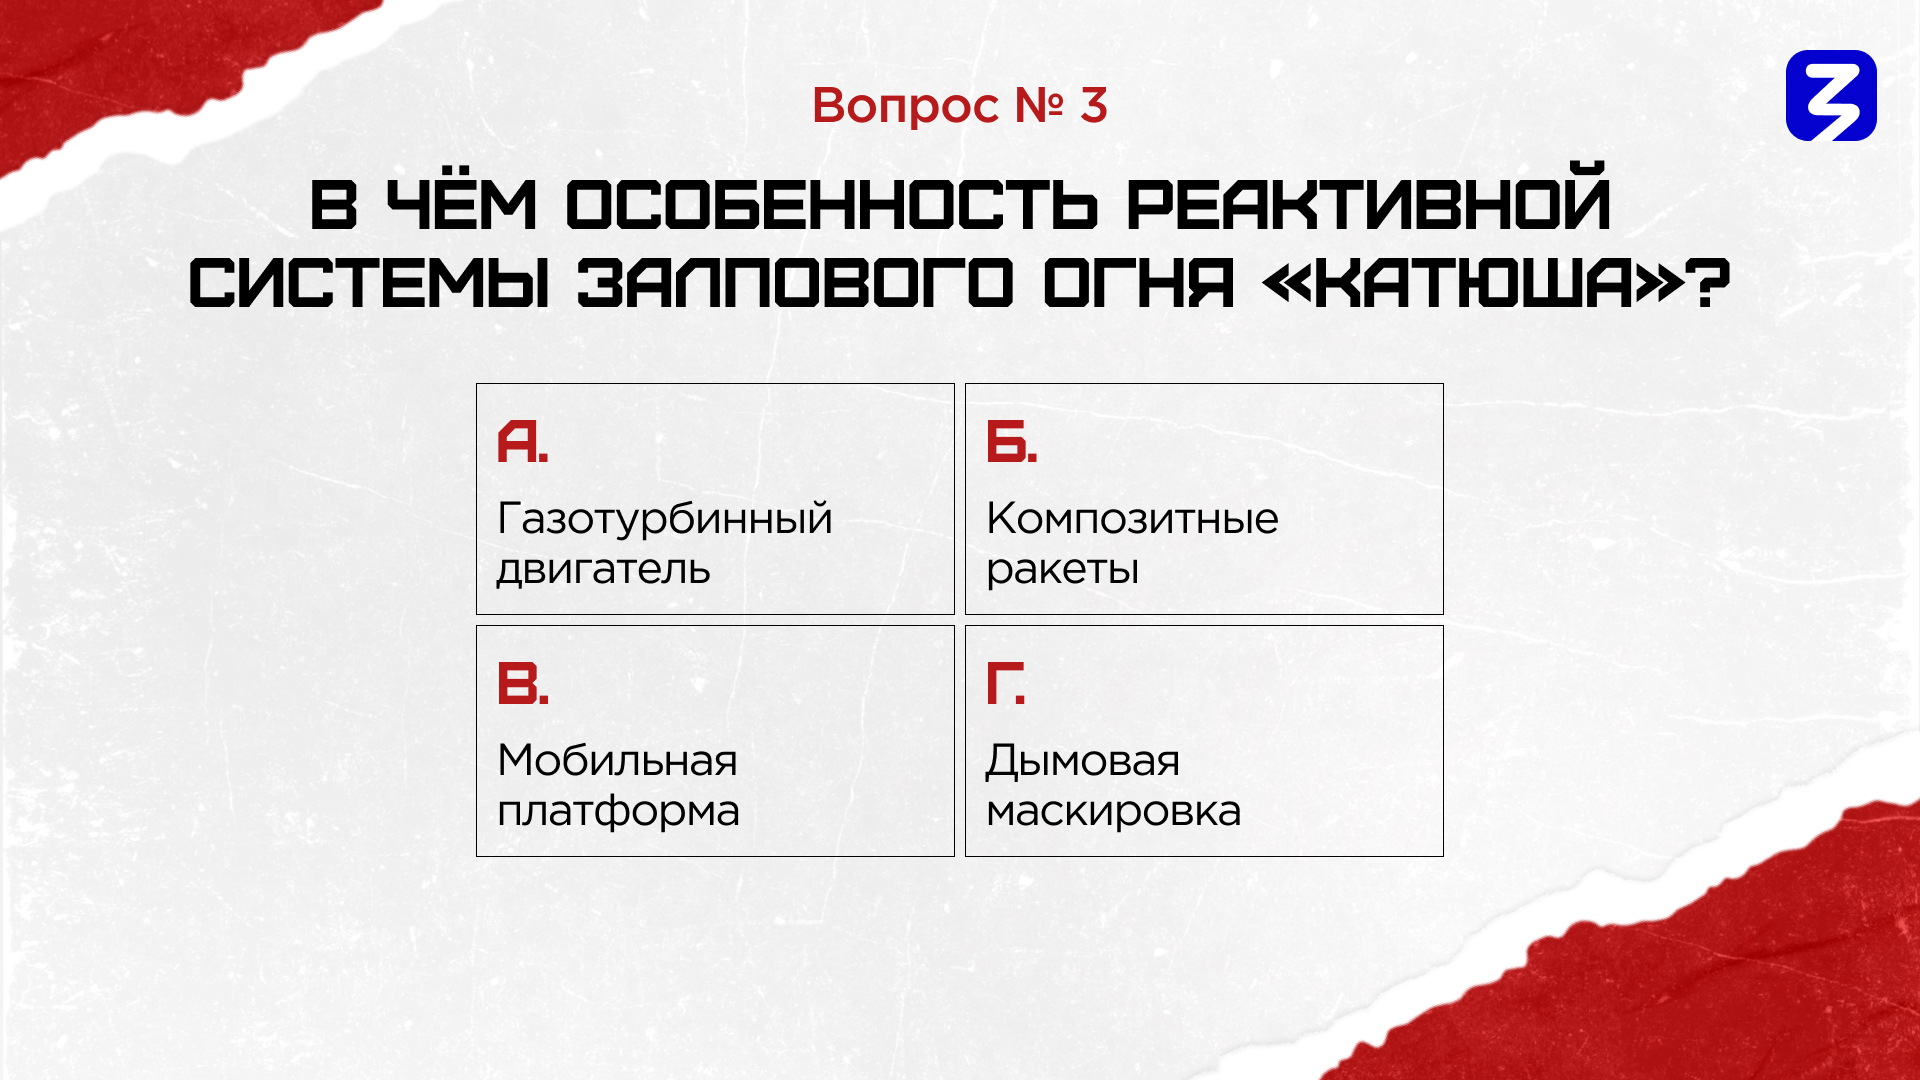 Вопрос № 3
В ЧЁМ ОСОБЕННОСТЬ РЕАКТИВНОЙ
СИСТЕМЫ ЗАЛПОВОГО ОГНЯ «КАТЮША»?
А.
Газотурбинный
двигатель
Б.
Композитные
ракеты
В.
Мобильная
платформа
Г.
Дымовая
маскировка